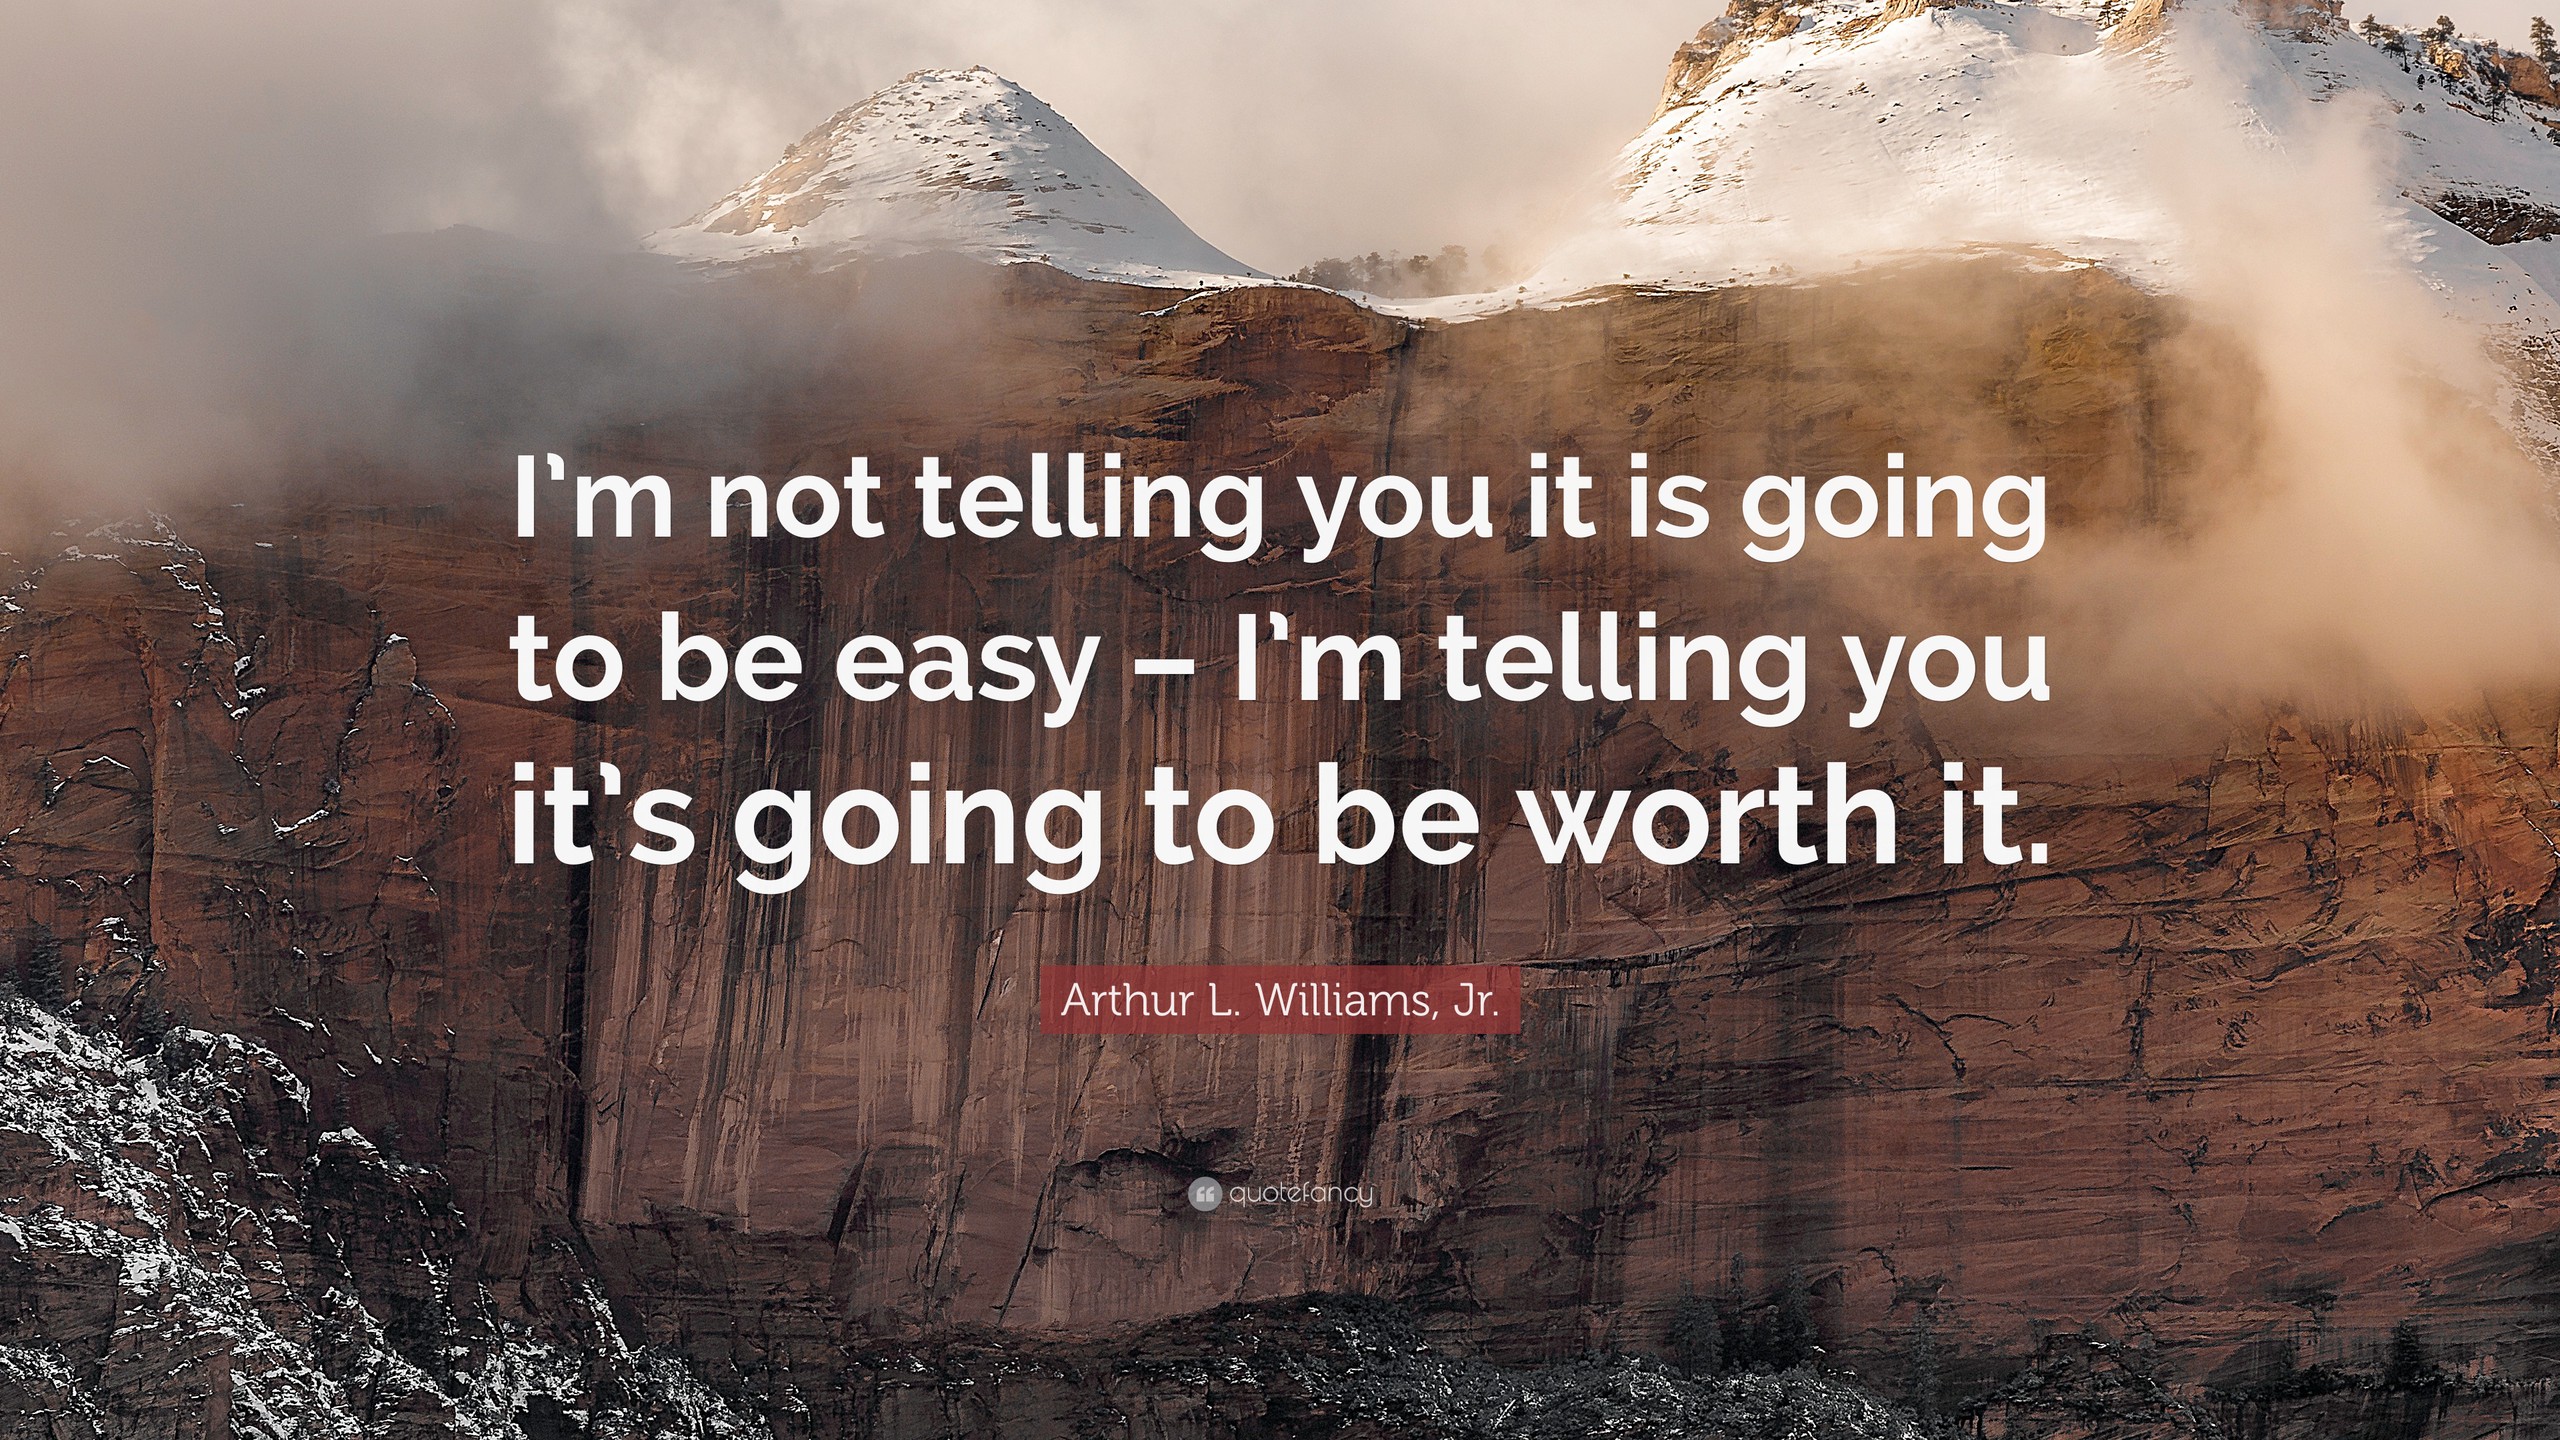 I’m not telling you it is going
to be easy – I’m telling you
it’s going to be worth it.
Arthur L. Williams, Jr.
quotefancy